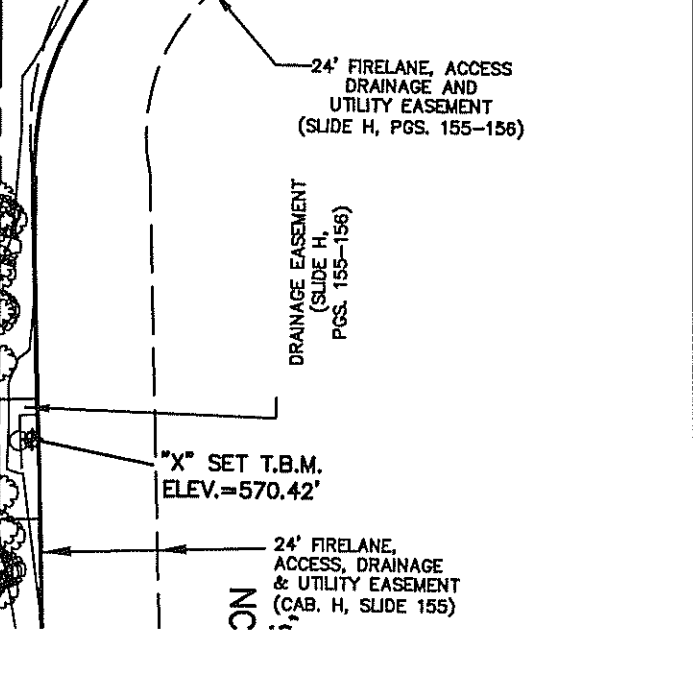 24' FIRELANE, ACCESS
DRAINAGE AND
UTILITY EASEMENT
(SLIDE H, PGS. 155-156)
DRAINAGE EASEMENT
(SLIDE H,
PGS. 155-156)
"X" SET T.B.M.
ELEV.=570.42'
24' FIRELANE,
ACCESS, DRAINAGE
& UTILITY EASEMENT
(CAB. H, SLIDE 155)
NC